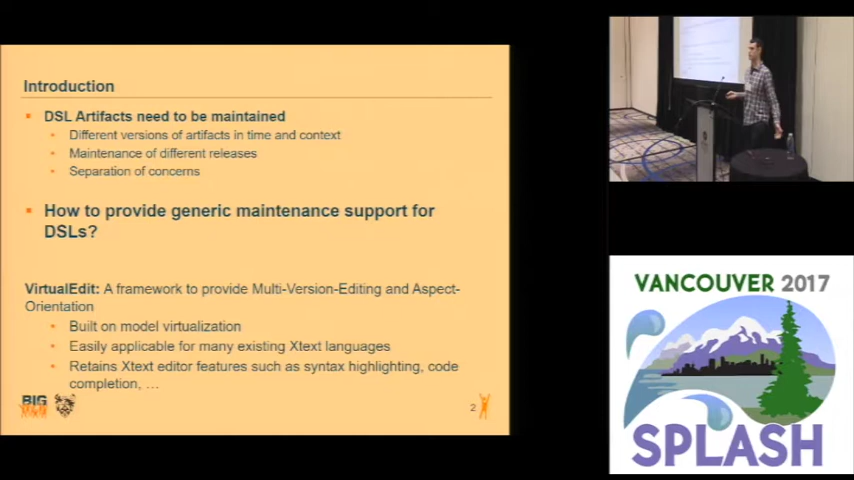 Introduction
DSL Artifacts need to be maintained
Different versions of artifacts in time and context
Maintenance of different releases
Separation of concerns
How to provide generic maintenance support for
DSLs?
VirtualEdit: A framework to provide Multi-Version-Editing and Aspect-
Orientation
Built on model virtualization
Easily applicable for many existing Xtext languages
Retains Xtext editor features such as syntax highlighting, code
completion, …
BIG
2
VANCOUVER 2017
SPLASH